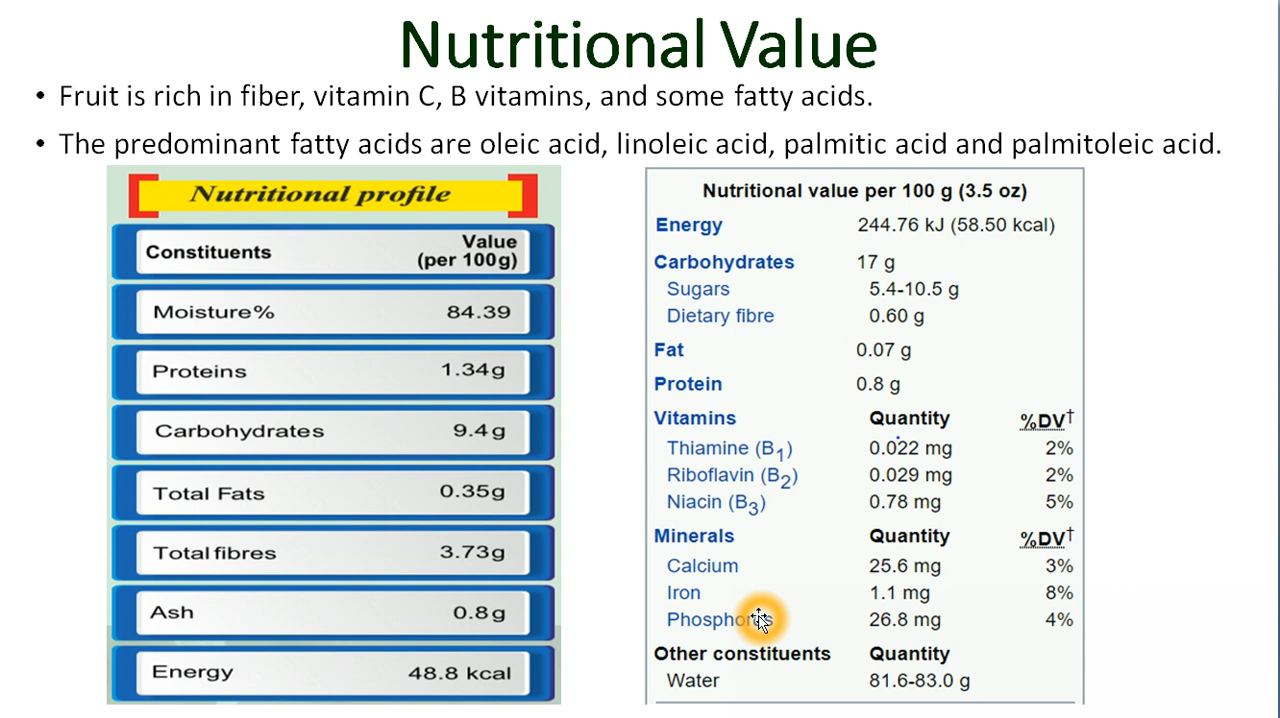 Nutritional Value
• Fruit is rich in fiber, vitamin C, B vitamins, and some fatty acids.
• The predominant fatty acids are oleic acid, linoleic acid, palmitic acid and palmitoleic acid.
Nutritional profile
Constituents Value (per 100g)
Moisture% 84.39
Proteins 1.34g
Carbohydrates 9.4g
Total Fats 0.35g
Total fibres 3.73g
Ash 0.8g
Energy 48.8 kcal
Nutritional value per 100 g (3.5 oz)
Energy 244.76 kJ (58.50 kcal)
Carbohydrates 17 g
Sugars 5.4-10.5 g
Dietary fibre 0.60 g
Fat 0.07 g
Protein 0.8 g
Vitamins Quantity %DV†
Thiamine (B1) 0.022 mg 2%
Riboflavin (B2) 0.029 mg 2%
Niacin (B3) 0.78 mg 5%
Minerals Quantity %DV†
Calcium 25.6 mg 3%
Iron 1.1 mg 8%
Phosphorus 26.8 mg 4%
Other constituents Quantity
Water 81.6-83.0 g